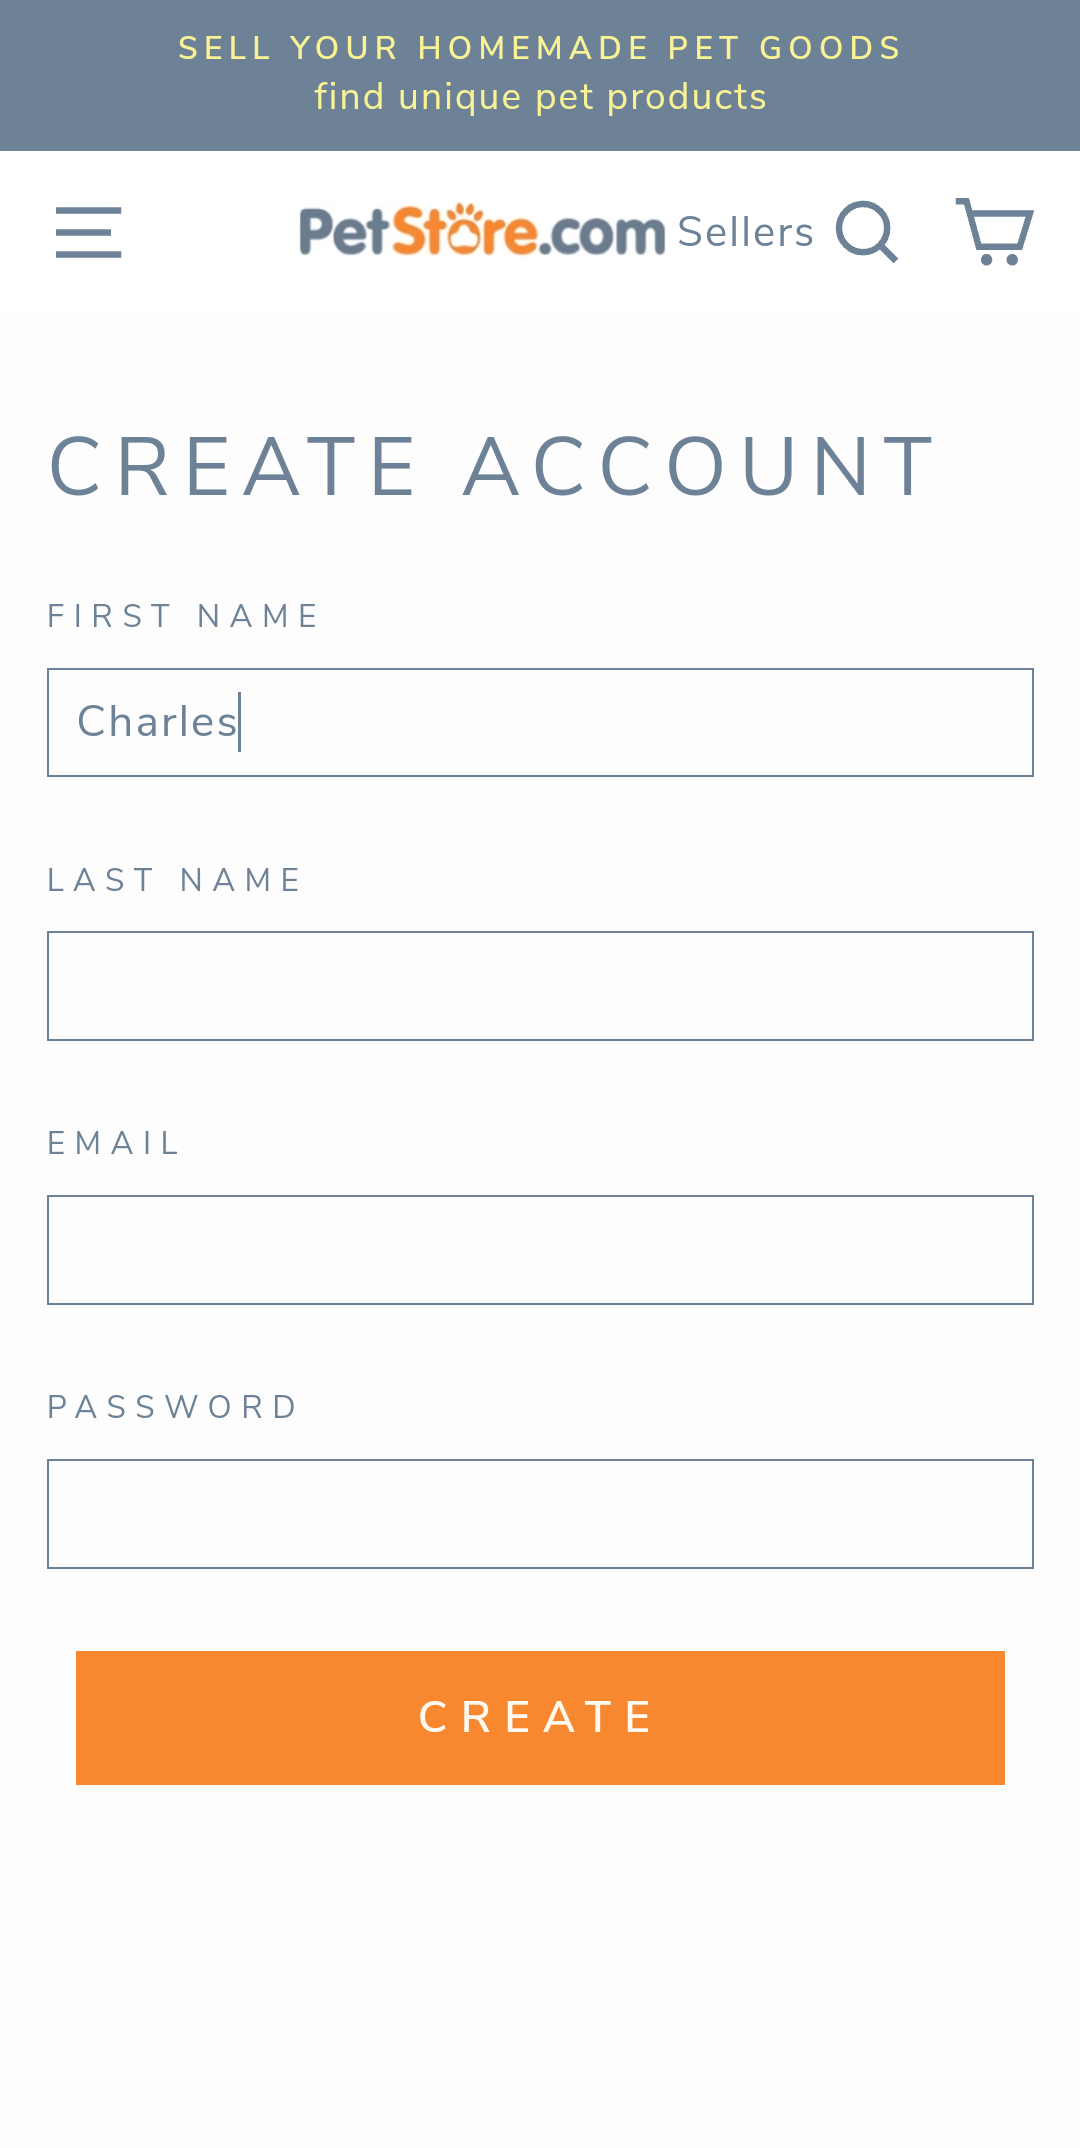 SELL YOUR HOMEMADE PET GOODS
find unique pet products
PetStore.com Sellers
CREATE ACCOUNT
FIRST NAME
Charles
LAST NAME
EMAIL
PASSWORD
CREATE